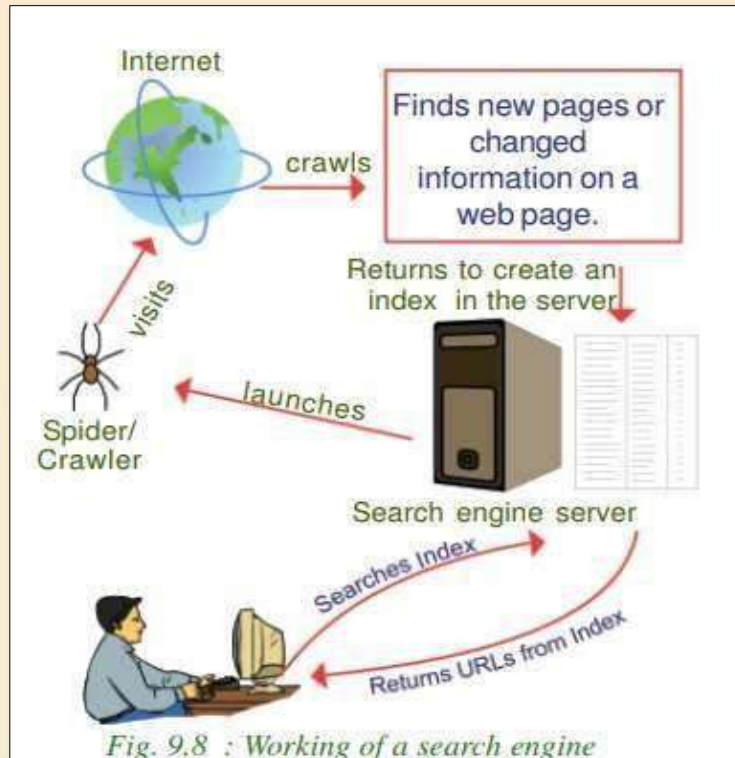 Internet
crawls
Finds new pages or
changed
information on a
web page.
Returns to create an
index in the server
visits
launches
Spider/
Crawler
Search engine server
Searches Index
Returns URLs from Index
Fig. 9.8 : Working of a search engine